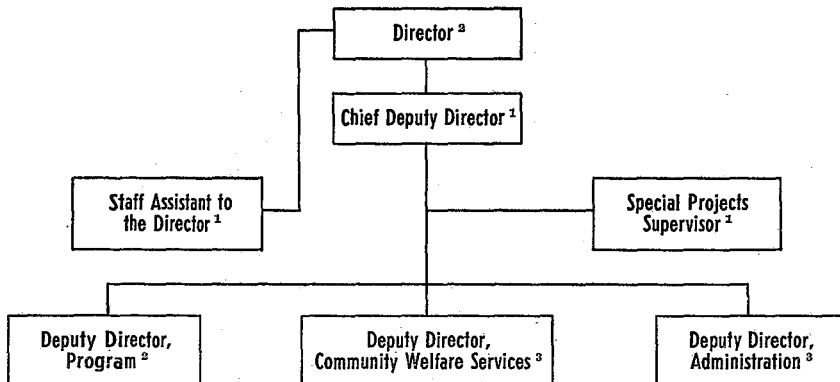 Director ²
Chief Deputy Director ¹
Staff Assistant to
the Director ¹
Special Projects
Supervisor ¹
Deputy Director,
Program ²
Deputy Director,
Community Welfare Services ³
Deputy Director,
Administration ³